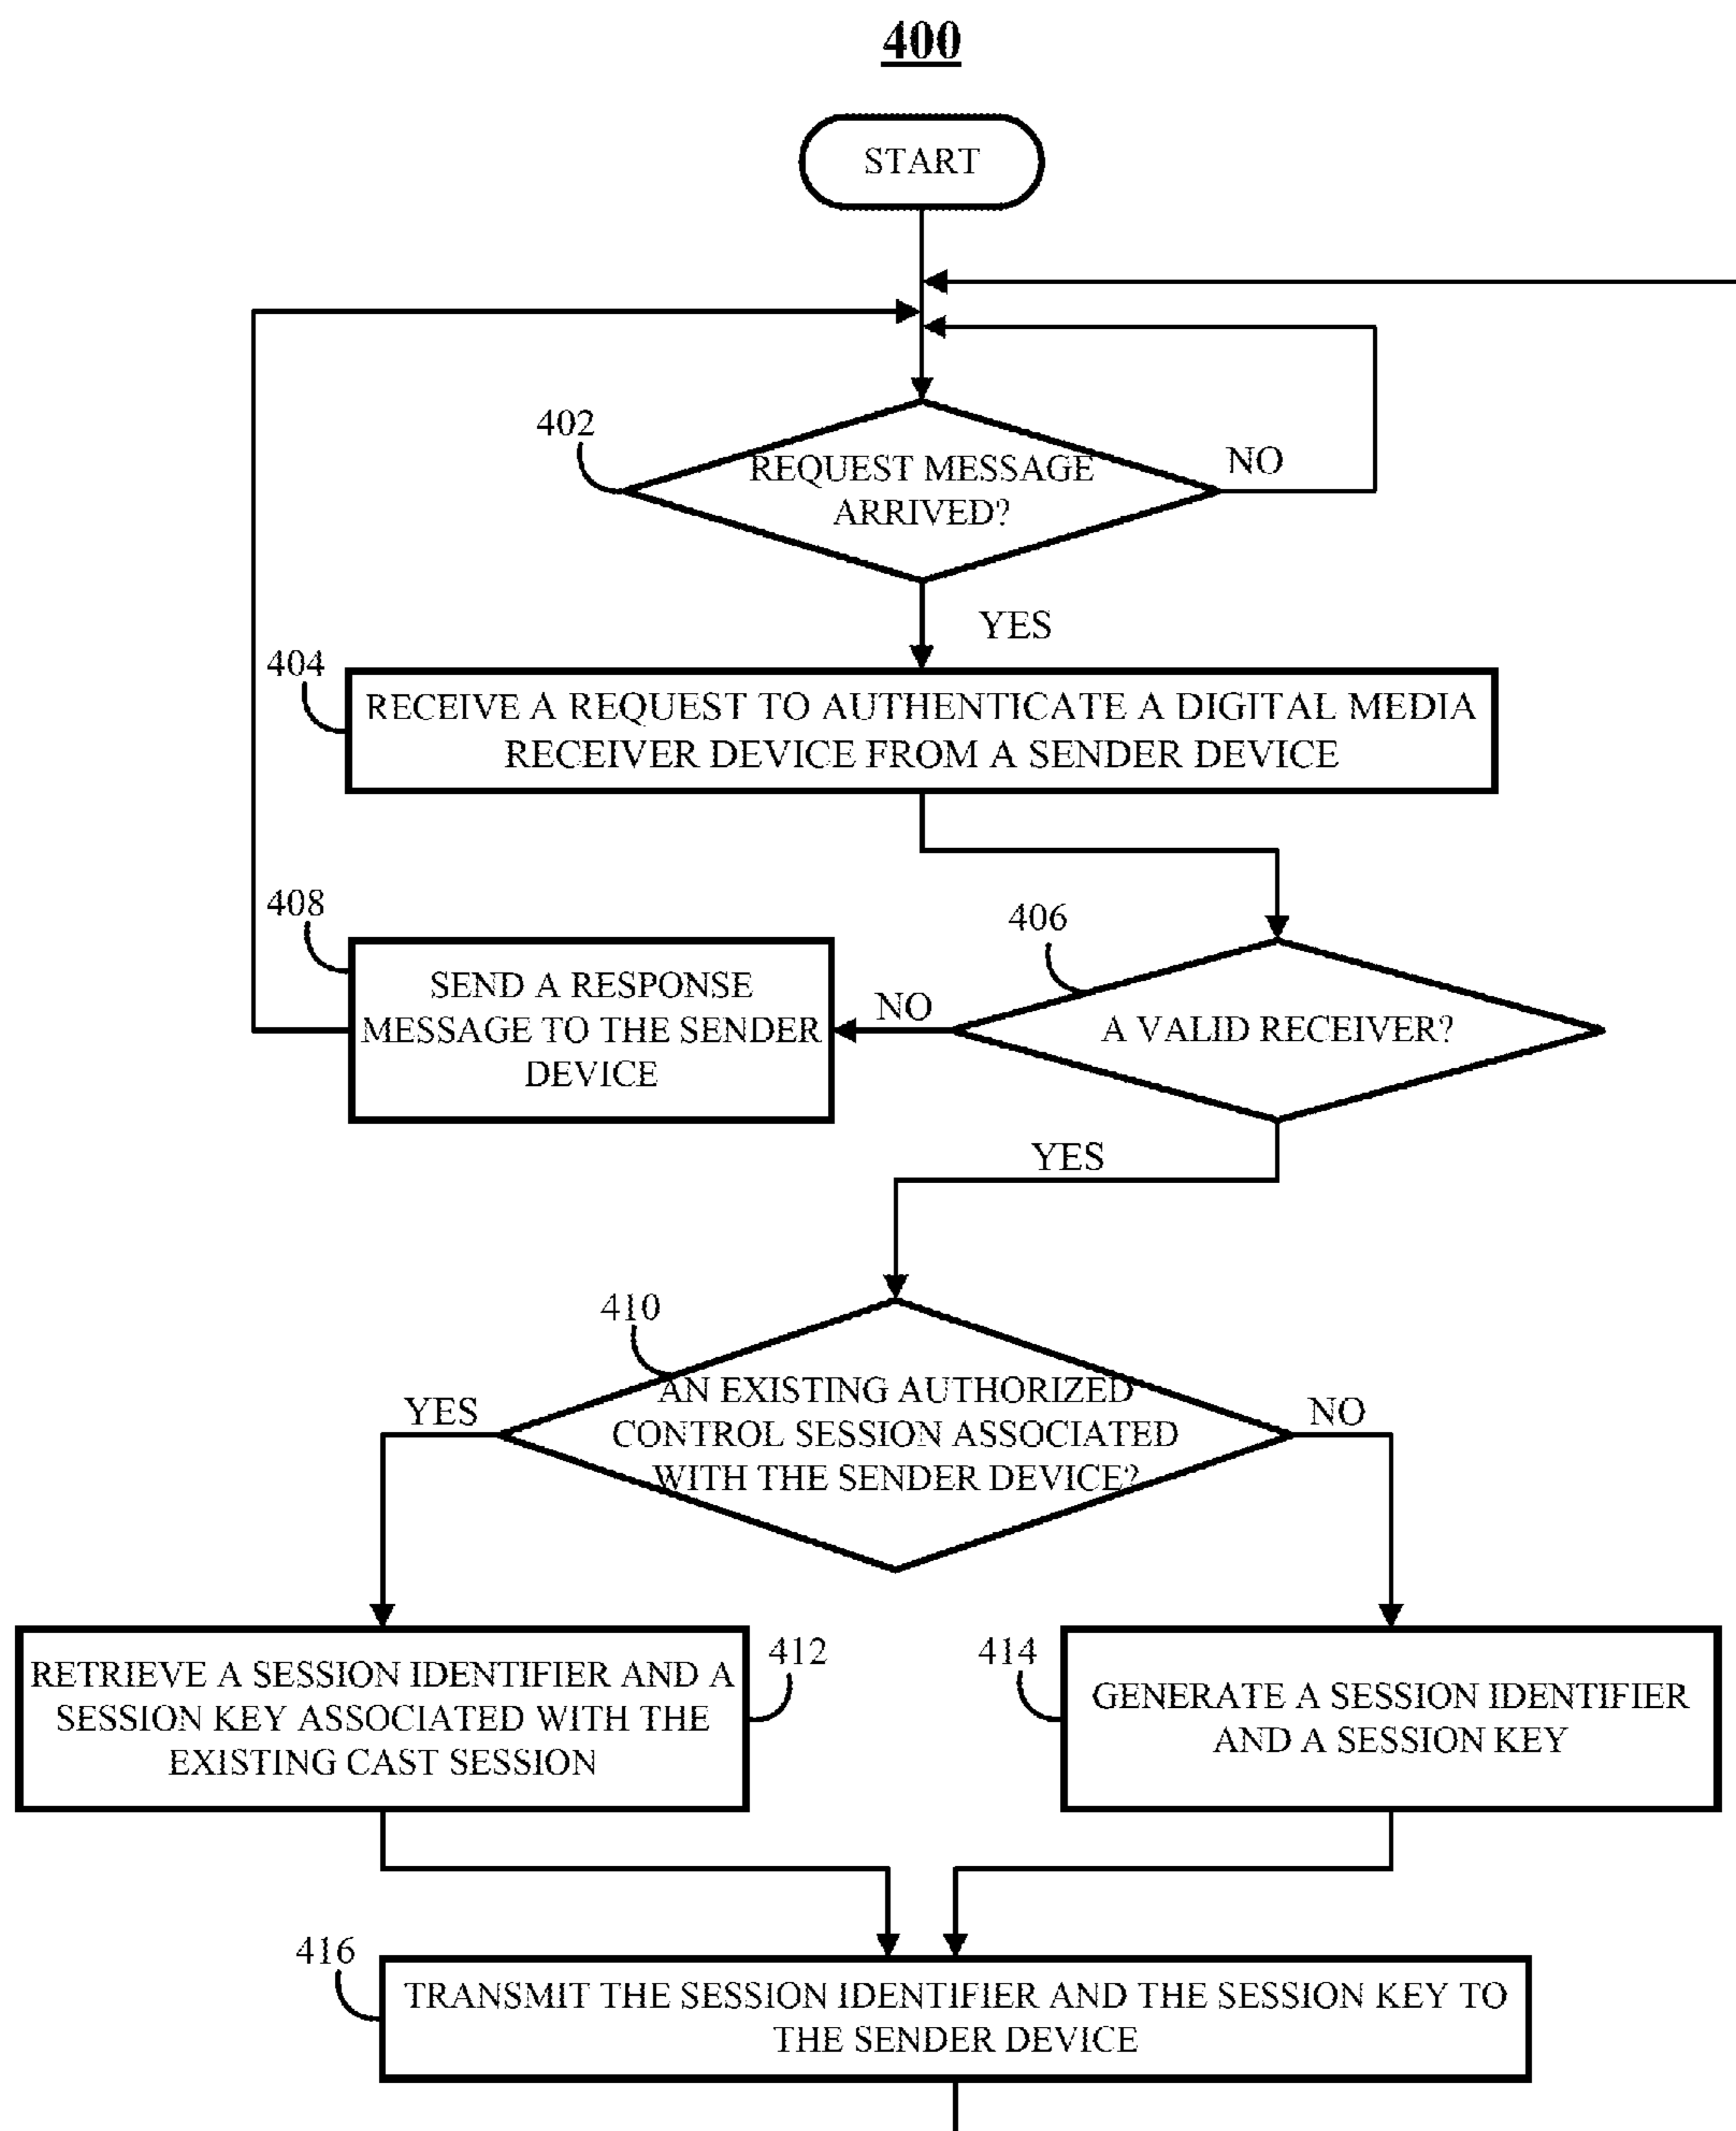 400
START
402
REQUEST MESSAGE
ARRIVED?
NO
YES
404
RECEIVE A REQUEST TO AUTHENTICATE A DIGITAL MEDIA
RECEIVER DEVICE FROM A SENDER DEVICE
408
SEND A RESPONSE
MESSAGE TO THE SENDER
DEVICE
NO
406
A VALID RECEIVER?
YES
410
AN EXISTING AUTHORIZED
CONTROL SESSION ASSOCIATED
WITH THE SENDER DEVICE?
YES
NO
RETRIEVE A SESSION IDENTIFIER AND A
SESSION KEY ASSOCIATED WITH THE
EXISTING CAST SESSION
412
414
GENERATE A SESSION IDENTIFIER
AND A SESSION KEY
416
TRANSMIT THE SESSION IDENTIFIER AND THE SESSION KEY TO
THE SENDER DEVICE